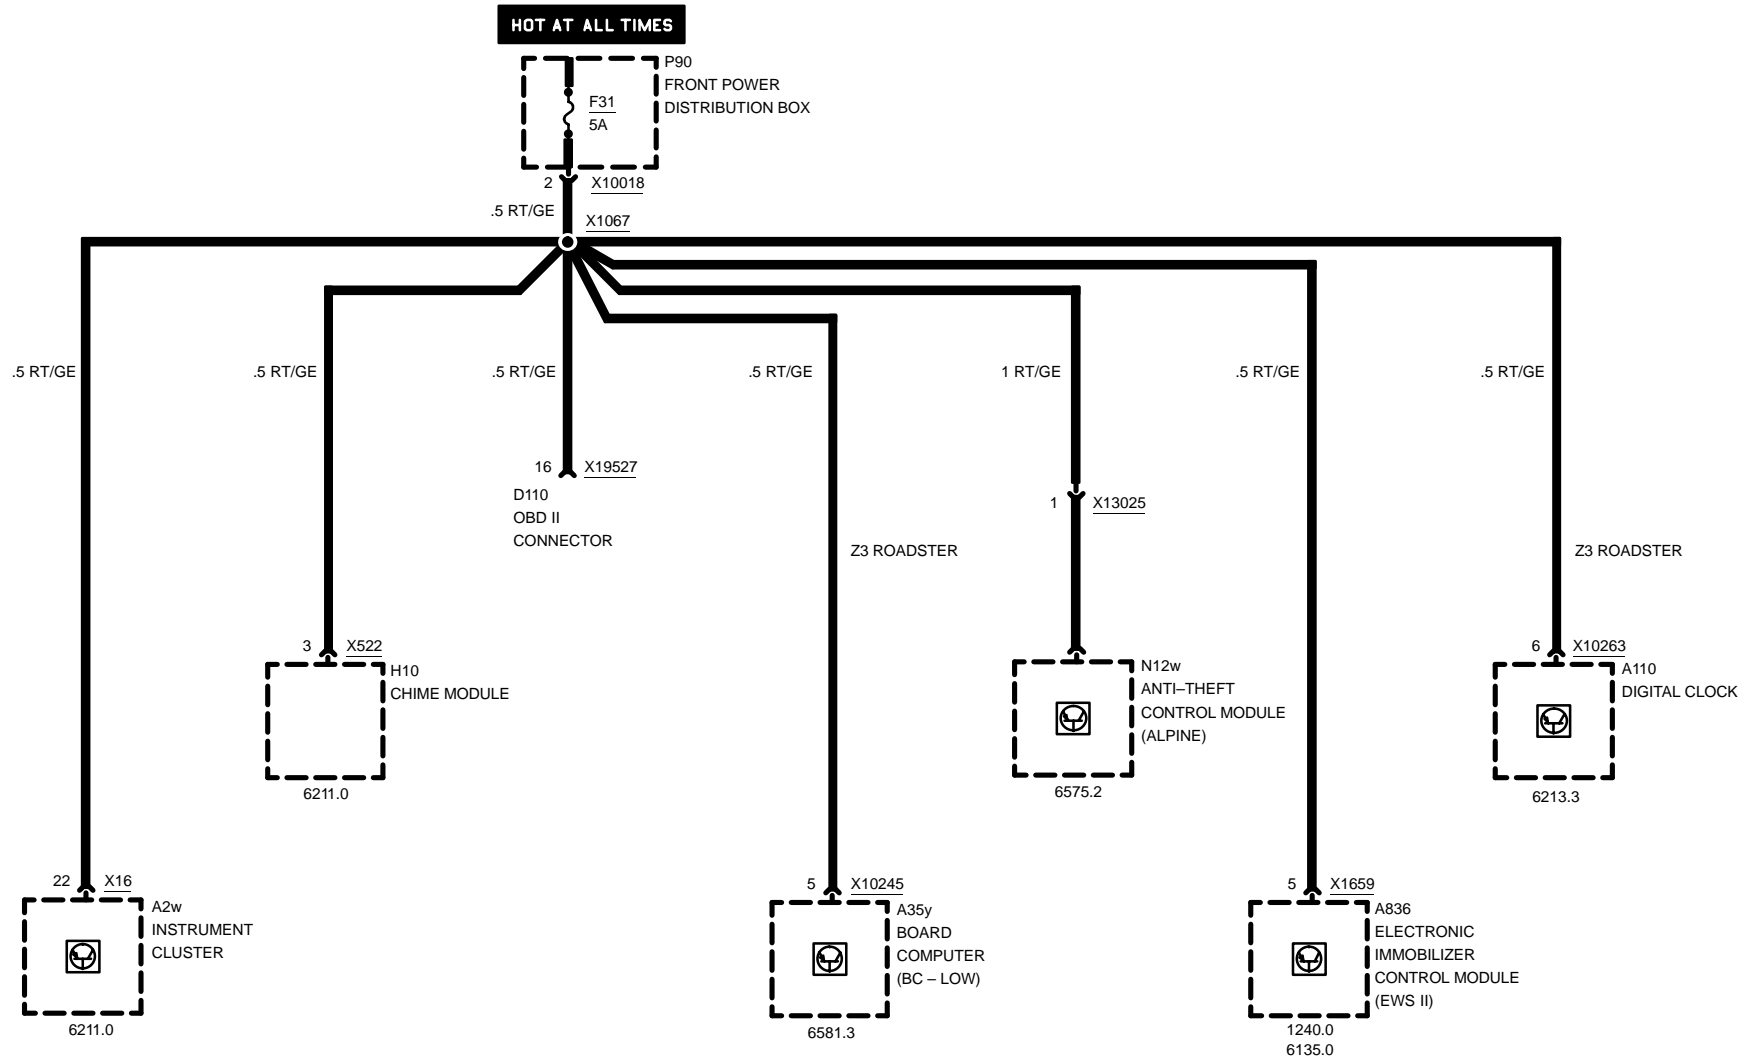 HOT AT ALL TIMES
P90
FRONT POWER
DISTRIBUTION BOX
F31
5A
2 X10018
.5 RT/GE
X1067
.5 RT/GE
.5 RT/GE
.5 RT/GE
.5 RT/GE
1 RT/GE
.5 RT/GE
.5 RT/GE
16 X19527
D110
OBD II
CONNECTOR
1 X13025
Z3 ROADSTER
Z3 ROADSTER
3 X522
H10
CHIME MODULE
6211.0
N12w
ANTI–THEFT
CONTROL MODULE
(ALPINE)
6575.2
6 X10263
A110
DIGITAL CLOCK
6213.3
22 X16
A2w
INSTRUMENT
CLUSTER
6211.0
5 X10245
A35y
BOARD
COMPUTER
(BC – LOW)
6581.3
5 X1659
A836
ELECTRONIC
IMMOBILIZER
CONTROL MODULE
(EWS II)
1240.0
6135.0